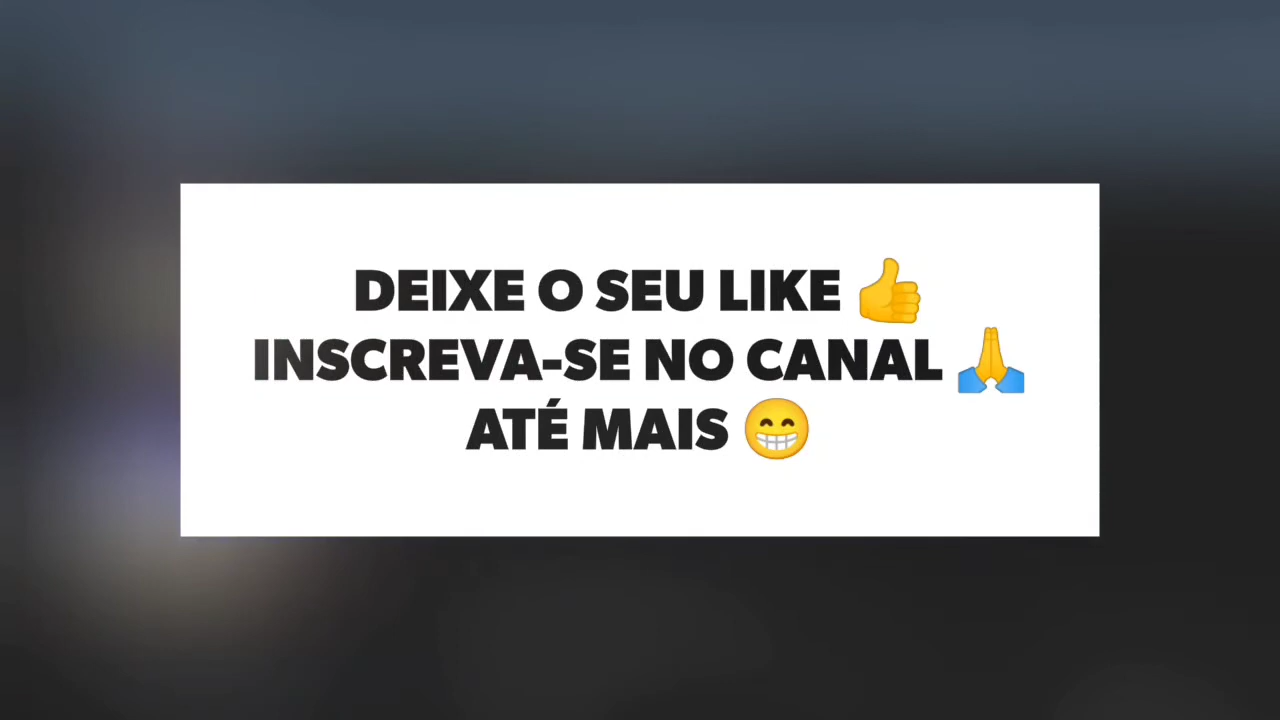 DEIXE O SEU LIKE 👍
INSCREVA-SE NO CANAL 🙏
ATÉ MAIS 😁